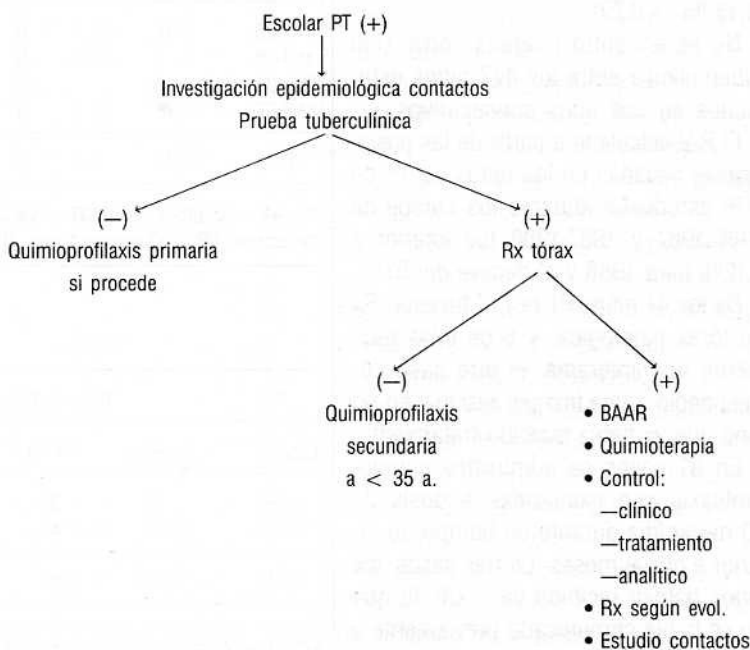 Escolar PT (+)
Investigación epidemiológica contactos
Prueba tuberculínica
(—)
Quimioprofilaxis primaria
si procede
(+)
Rx tórax
(—)
Quimioprofilaxis
secundaria
a < 35 a.
(+)
• BAAR
• Quimioterapia
• Control:
—clínico
—tratamiento
—analítico
• Rx según evol.
• Estudio contactos